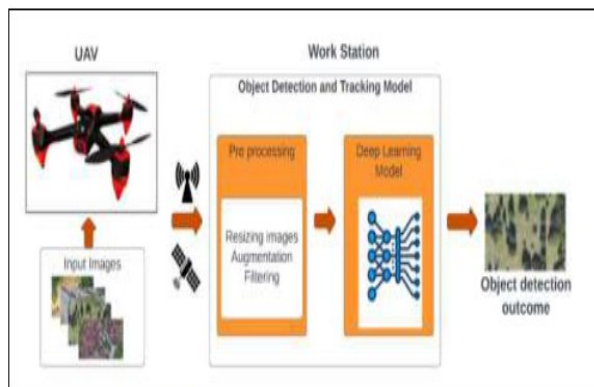 UAV
Work Station
Object Detection and Tracking Model
Pre processing
Deep Learning
Model
Resizing images
Augmentation
Filtering
Input Images
Object detection
outcome